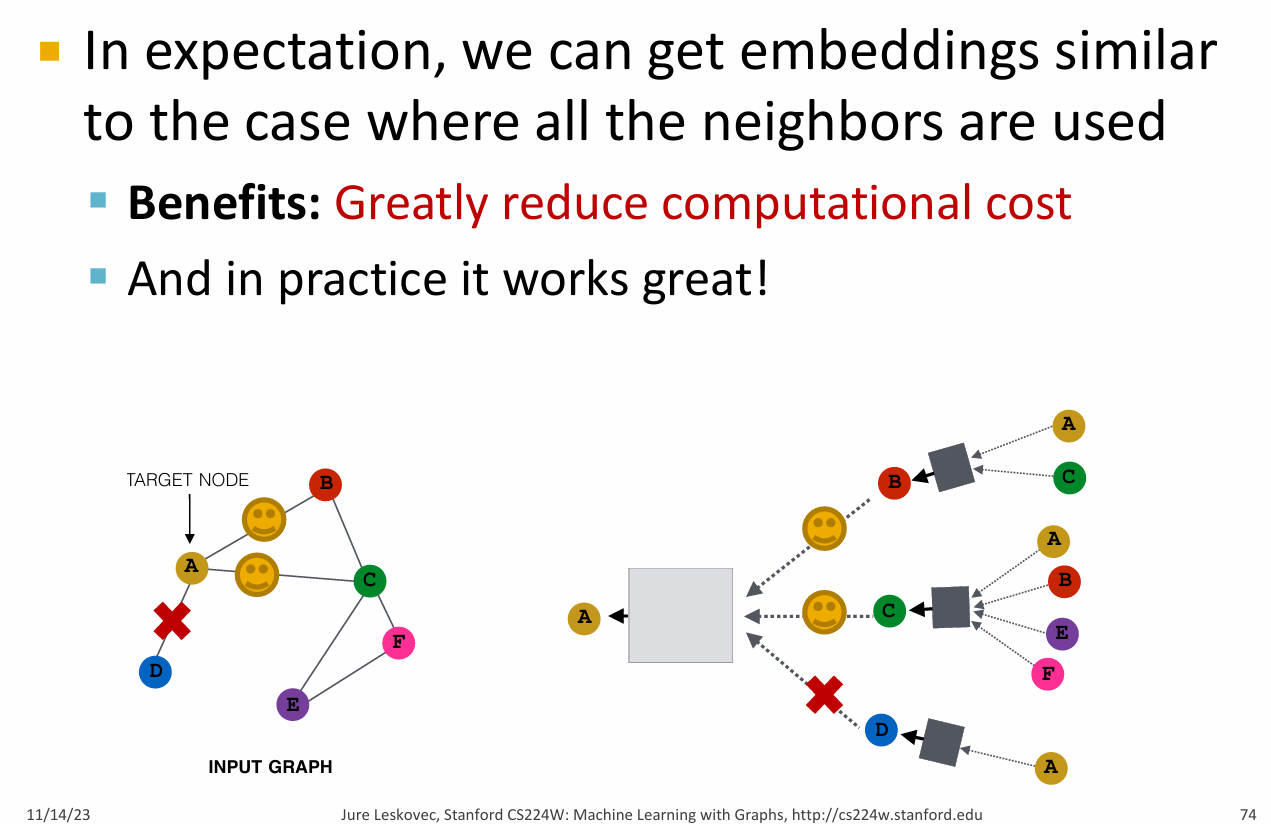 In expectation, we can get embeddings similar
to the case where all the neighbors are used
Benefits: Greatly reduce computational cost
And in practice it works great!
TARGET NODE
B
A
C
F
D
E
INPUT GRAPH
A
B
C
D
A
C
A
B
E
F
A
11/14/23
Jure Leskovec, Stanford CS224W: Machine Learning with Graphs, http://cs224w.stanford.edu
74